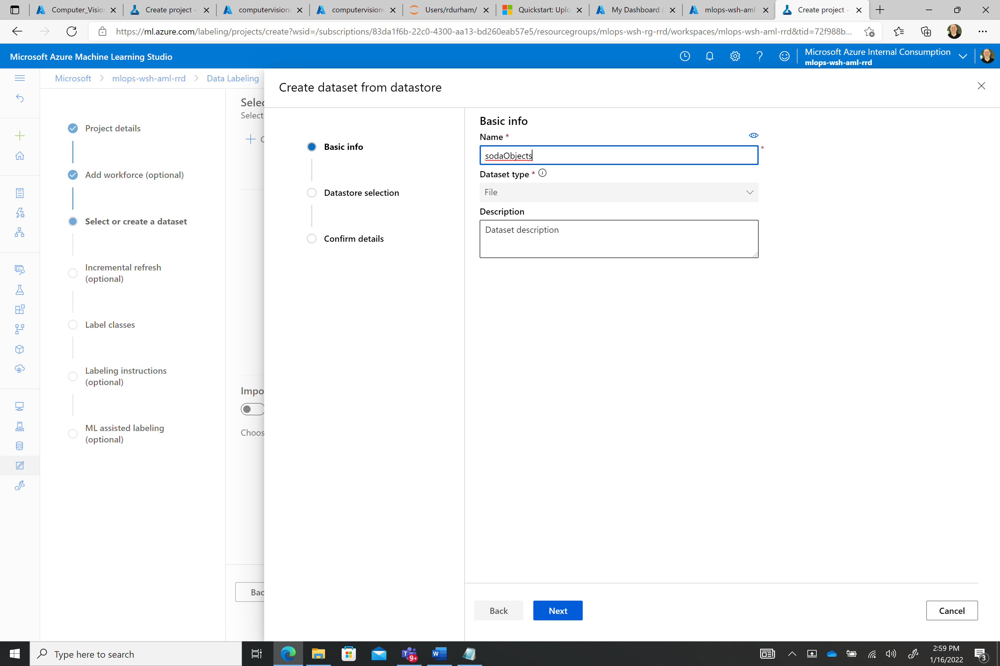 Computer_Vision
Create project -
computervision
computervision
Users/rdurham/
Quickstart: Uplo
My Dashboard (
mlops-wsh-aml-
Create project -
https://ml.azure.com/labeling/projects/create?wsid=/subscriptions/83da1f6b-22c0-4300-aa13-bd260eab57e5/resourcegroups/mlops-wsh-rg-rrd/workspaces/mlops-wsh-aml-rrd&tid=72f988b...
Microsoft Azure Machine Learning Studio
Microsoft Azure Internal Consumption
mlops-wsh-aml-rrd
Microsoft > mlops-wsh-aml-rrd > Data Labeling
Project details
Add workforce (optional)
Select or create a dataset
Incremental refresh
(optional)
Label classes
Labeling instructions
(optional)
ML assisted labeling
(optional)
Selec
Select
Impo
Choos
Bac
Create dataset from datastore
Basic info
Datastore selection
Confirm details
Basic info
Name *
sodaObjects
*
Dataset type *
File
Description
Dataset description
Back
Next
Cancel
Type here to search
9+
2:59 PM
1/16/2022
3